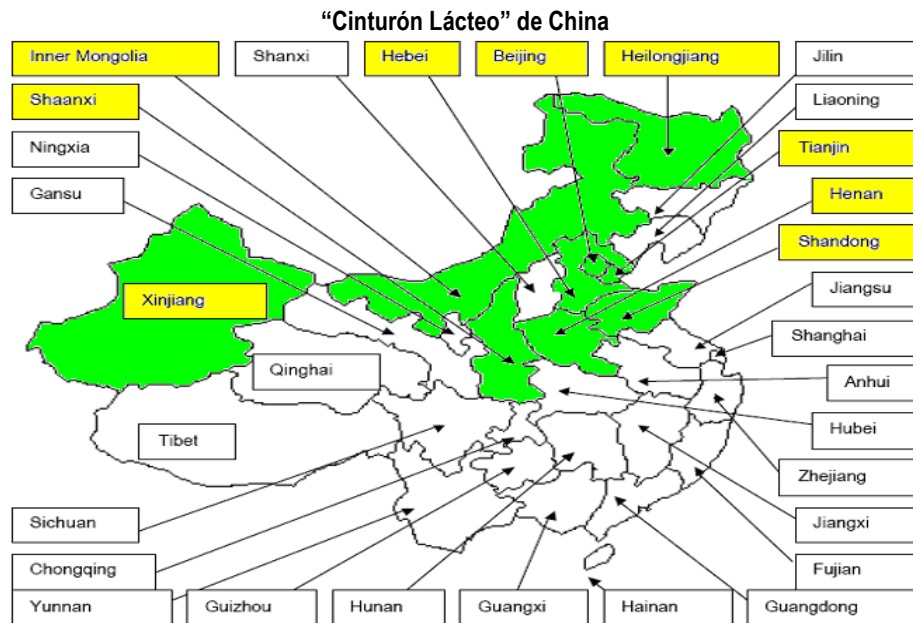 “Cinturón Lácteo” de China
Inner Mongolia
Shanxi
Hebei
Beijing
Heilongjiang
Jilin
Shaanxi
Liaoning
Ningxia
Tianjin
Gansu
Henan
Shandong
Xinjiang
Jiangsu
Shanghai
Qinghai
Anhui
Tibet
Hubei
Zhejiang
Sichuan
Jiangxi
Chongqing
Fujian
Yunnan
Guizhou
Hunan
Guangxi
Hainan
Guangdong